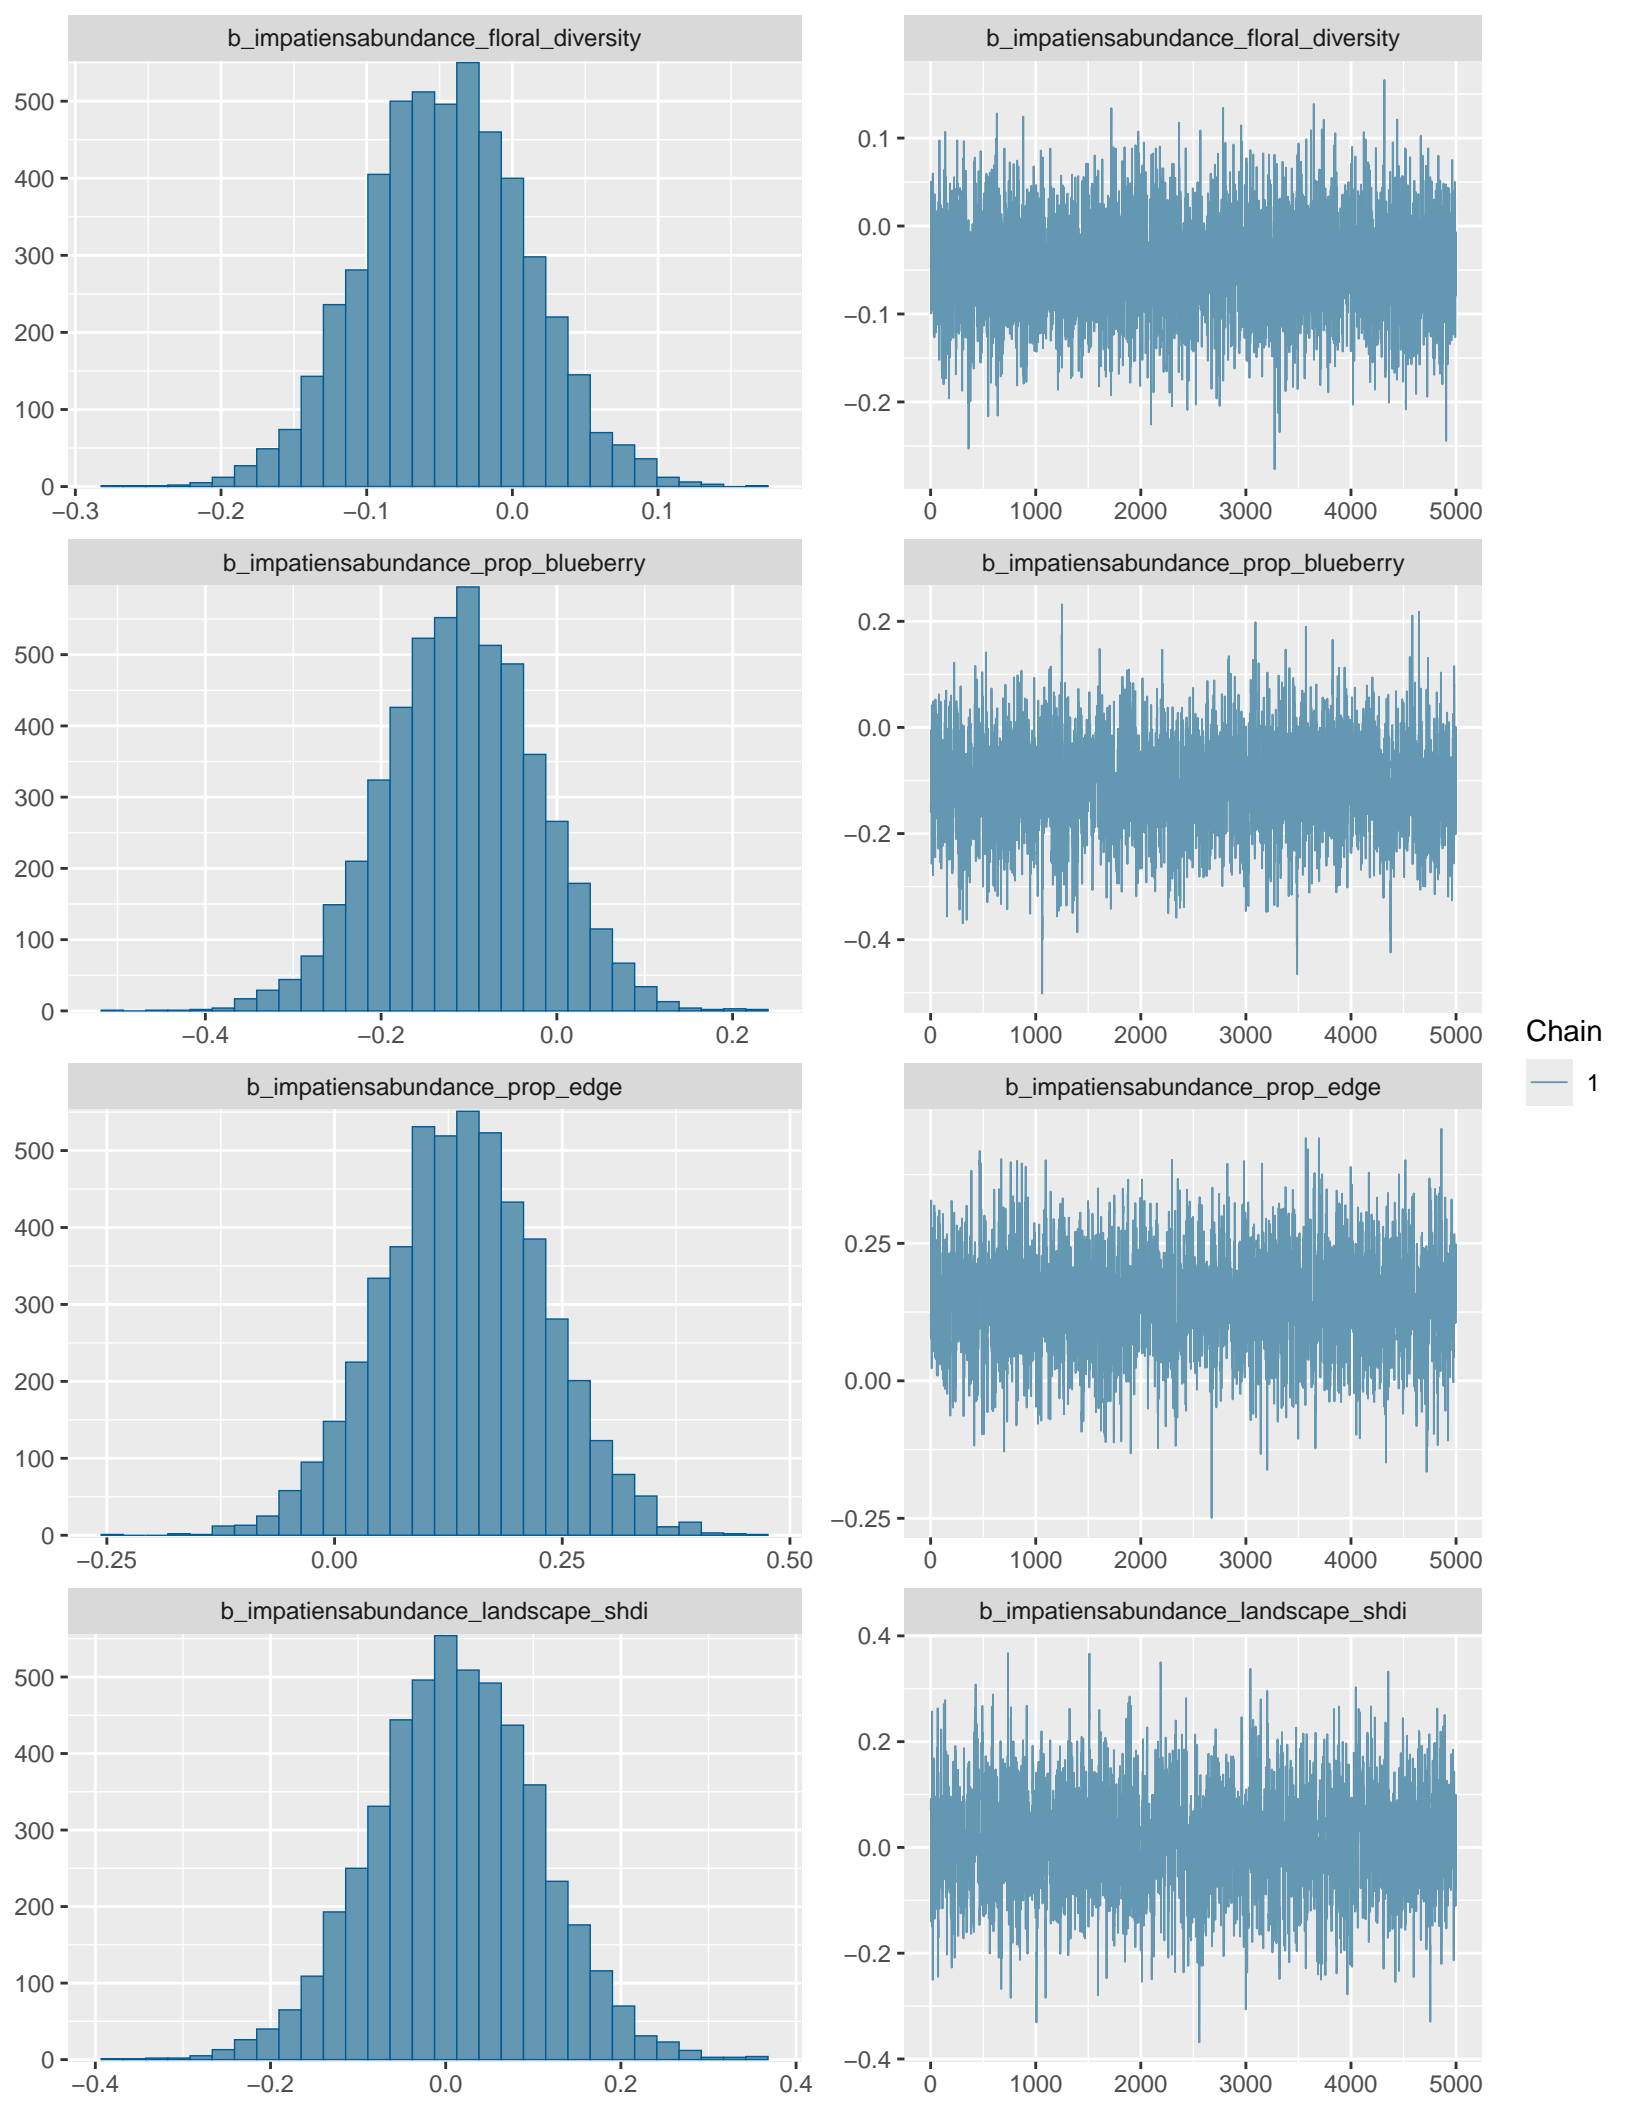 b_impatiensabundance_floral_diversity
500
400
300
200
100
0
−0.3 −0.2 −0.1 0.0 0.1
b_impatiensabundance_floral_diversity
0.1
0.0
−0.1
−0.2
0 1000 2000 3000 4000 5000
b_impatiensabundance_prop_blueberry
500
400
300
200
100
0
−0.4 −0.2 0.0 0.2
b_impatiensabundance_prop_blueberry
0.2
0.0
−0.2
−0.4
0 1000 2000 3000 4000 5000
b_impatiensabundance_prop_edge
500
400
300
200
100
0
−0.25 0.00 0.25 0.50
b_impatiensabundance_prop_edge
0.25
0.00
−0.25
0 1000 2000 3000 4000 5000
b_impatiensabundance_landscape_shdi
500
400
300
200
100
0
−0.4 −0.2 0.0 0.2 0.4
b_impatiensabundance_landscape_shdi
0.4
0.2
0.0
−0.2
−0.4
0 1000 2000 3000 4000 5000
Chain
1